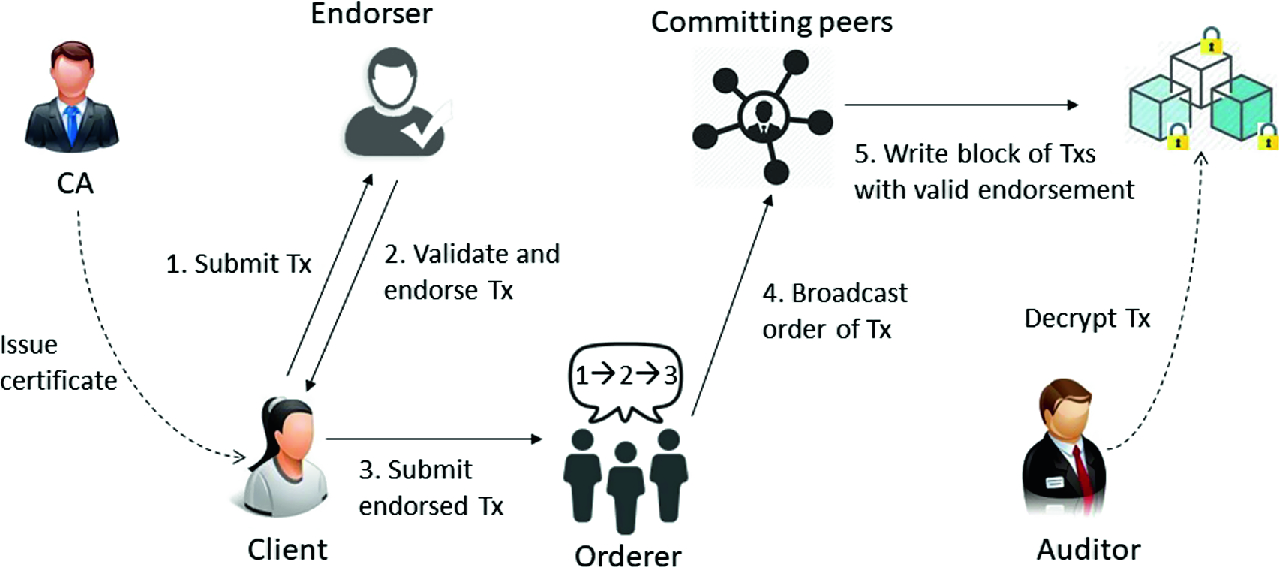 Endorser
Committing peers
CA
1. Submit Tx
2. Validate and
endorse Tx
5. Write block of Txs
with valid endorsement
4. Broadcast
order of Tx
Decrypt Tx
Issue
certificate
1→2→3
3. Submit
endorsed Tx
Client
Orderer
Auditor